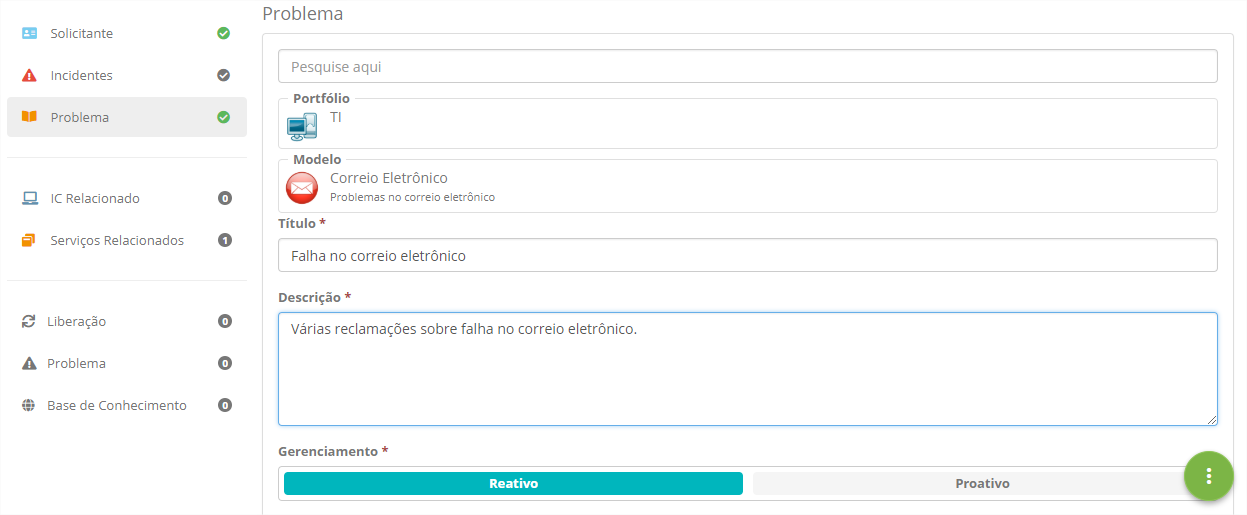 Solicitante
Incidentes
Problema
IC Relacionado 0
Serviços Relacionados 1
Liberação 0
Problema 0
Base de Conhecimento 0
Problema
Pesquise aqui
Portfólio
TI
Modelo
Correio Eletrônico
Problemas no correio eletrônico
Título *
Falha no correio eletrônico
Descrição *
Várias reclamações sobre falha no correio eletrônico.
Gerenciamento *
Reativo Proativo